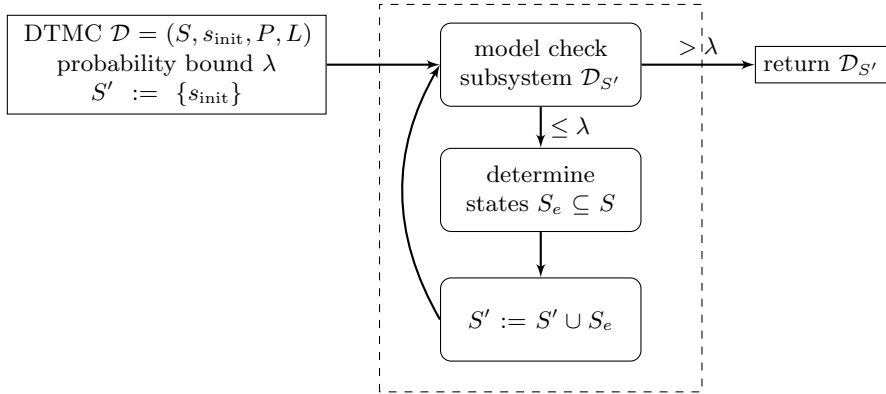 DTMC 𝒟 = (S, s_init, P, L)
probability bound λ
S′ := {s_init}
model check
subsystem 𝒟_S′
> λ
return 𝒟_S′
≤ λ
determine
states S_e ⊆ S
S′ := S′ ∪ S_e